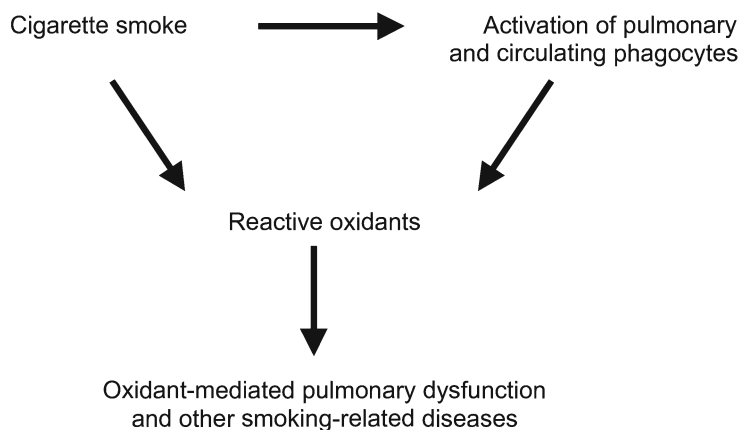 Cigarette smoke
Activation of pulmonary
and circulating phagocytes
Reactive oxidants
Oxidant-mediated pulmonary dysfunction
and other smoking-related diseases